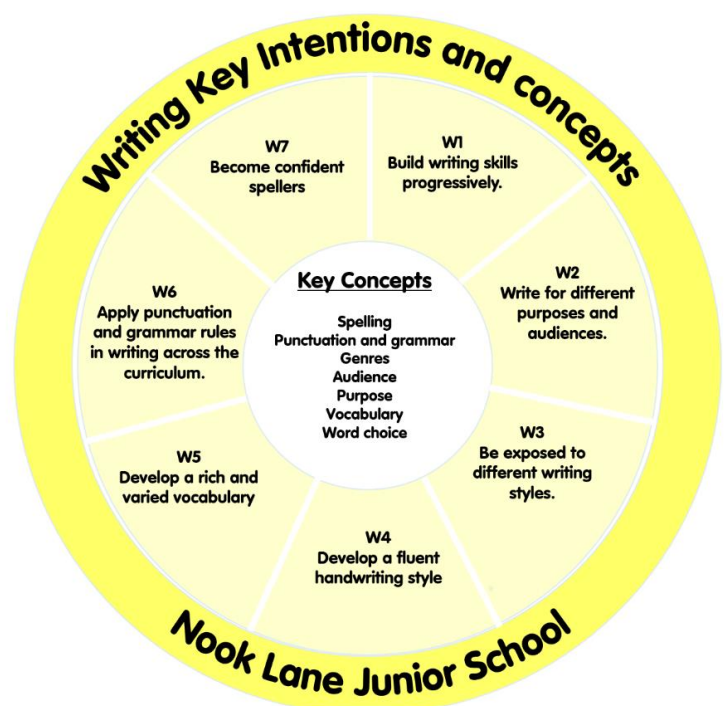 Writing Key Intentions and concepts
W1
Build writing skills
progressively.
W2
Write for different
purposes and
audiences.
W3
Be exposed to
different writing
styles.
W4
Develop a fluent
handwriting style
W5
Develop a rich and
varied vocabulary
W6
Apply punctuation
and grammar rules
in writing across the
curriculum.
W7
Become confident
spellers
Key Concepts
Spelling
Punctuation and grammar
Genres
Audience
Purpose
Vocabulary
Word choice
Nook Lane Junior School